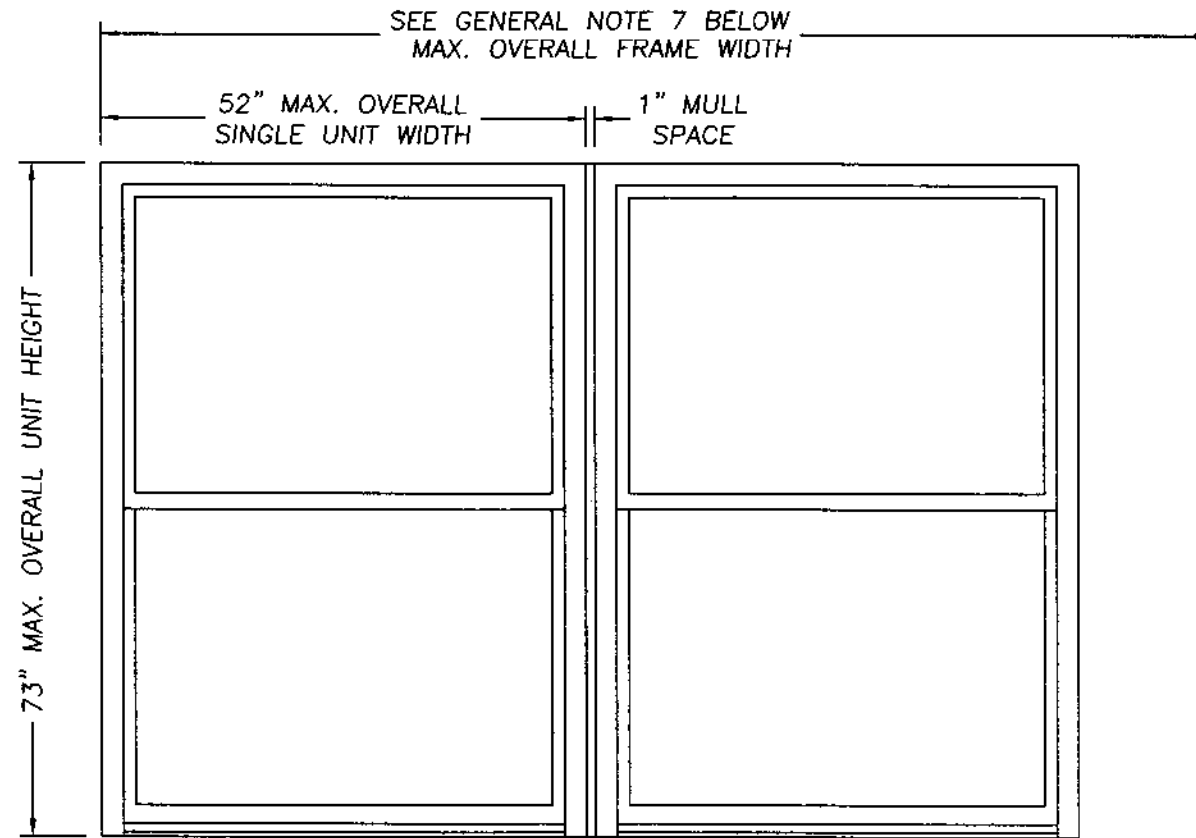 SEE GENERAL NOTE 7 BELOW
MAX. OVERALL FRAME WIDTH
52" MAX. OVERALL
SINGLE UNIT WIDTH
1" MULL
SPACE
73" MAX. OVERALL UNIT HEIGHT